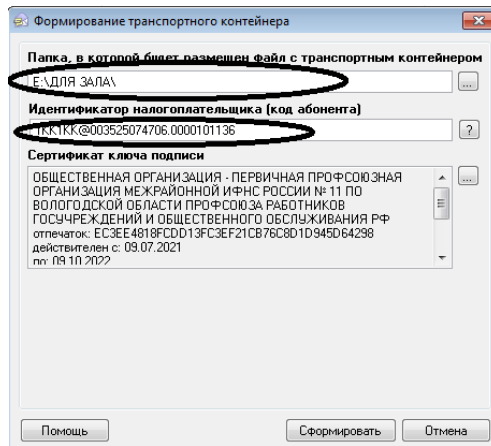 Формирование транспортного контейнера
Папка, в которой будет размещен файл с транспортным контейнером
E:\ДЛЯ ЗАЛА\
...
Идентификатор налогоплательщика (код абонента)
1KK1KK@003525074706.0000101136
?
Сертификат ключа подписи
ОБЩЕСТВЕННАЯ ОРГАНИЗАЦИЯ - ПЕРВИЧНАЯ ПРОФСОЮЗНАЯ
ОРГАНИЗАЦИЯ МЕЖРАЙОННОЙ ИФНС РОССИИ № 11 ПО
ВОЛОГОДСКОЙ ОБЛАСТИ ПРОФСОЮЗА РАБОТНИКОВ
ГОСУЧРЕЖДЕНИЙ И ОБЩЕСТВЕННОГО ОБСЛУЖИВАНИЯ РФ
отпечаток: EC3EE4818FCDD13FC3EF21CB76C8D1D945D64298
действителен с: 09.07.2021
по: 09.10.2022
...
Помощь
Сформировать
Отмена